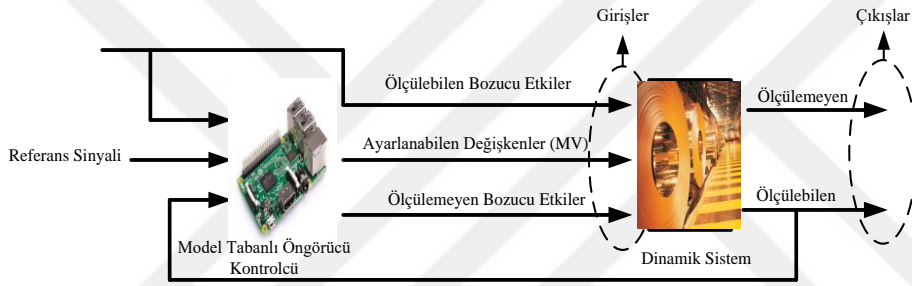 Girişler
Çıkışlar
Ölçülebilen Bozucu Etkiler
Ölçülemeyen
Referans Sinyali
Ayarlanabilen Değişkenler (MV)
Ölçülemeyen Bozucu Etkiler
Ölçülebilen
Model Tabanlı Öngörücü
Kontrolcü
Dinamik Sistem